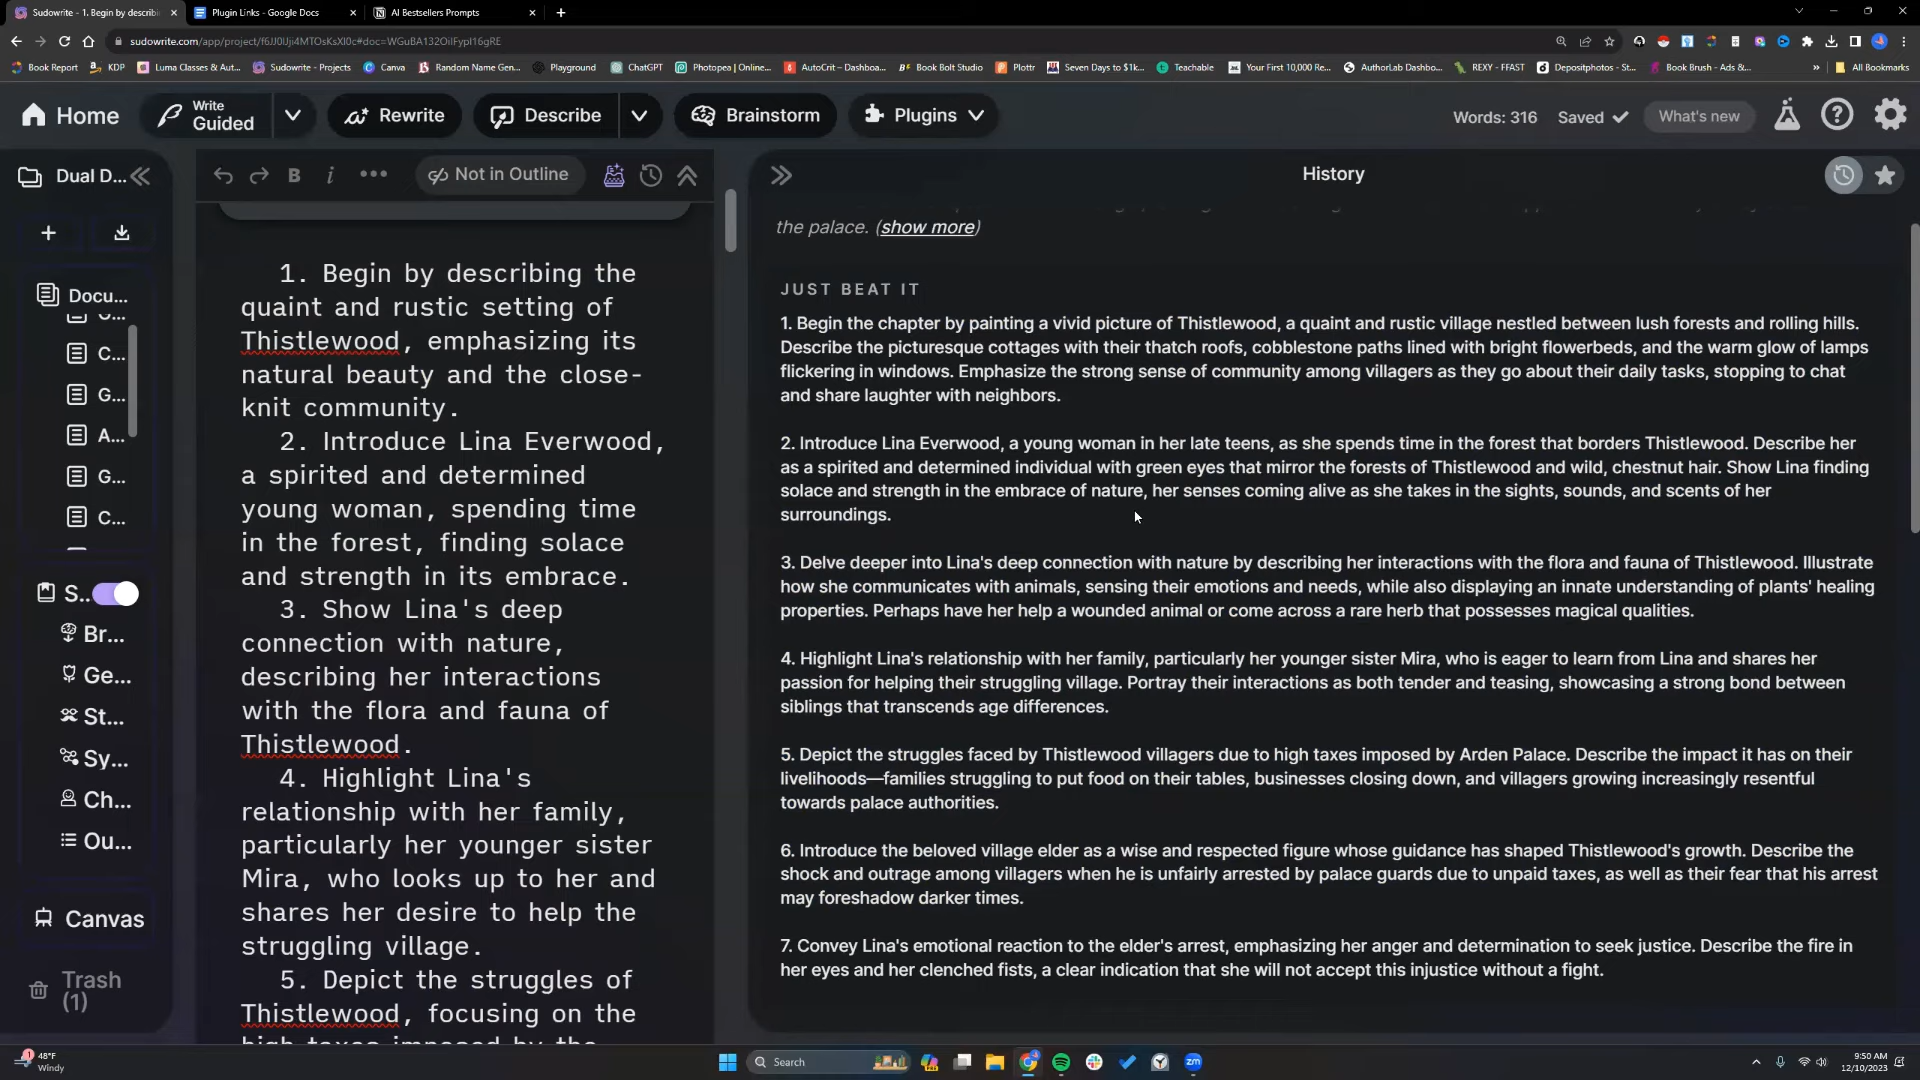 Sudowrite - 1. Begin by describi
Plugin Links - Google Docs
AI Bestsellers Prompts
sudowrite.com/app/project/f6JJ0lJji4MTOsKsXl0c#doc=WGuBA132OilFypl16gRE
Book Report
KDP
Luma Classes & Aut...
Sudowrite - Projects
Canva
Random Name Gen...
Playground
ChatGPT
Photopea | Online...
AutoCrit – Dashboa...
Book Bolt Studio
Plottr
Seven Days to $1k...
Teachable
Your First 10,000 Re...
AuthorLab Dashbo...
REXY - FFAST
Depositphotos - St...
Book Brush - Ads &...
»
All Bookmarks
Home
Write
Guided
Rewrite
Describe
Brainstorm
Plugins
Words: 316
Saved
What's new
Dual D...
B
i
Not in Outline
History
Docu...
C...
G...
A...
G...
C...
S..
Br...
Ge...
St...
Sy...
Ch...
Ou...
Canvas
Trash
(1)
1. Begin by describing the
quaint and rustic setting of
Thistlewood, emphasizing its
natural beauty and the close-
knit community.
2. Introduce Lina Everwood,
a spirited and determined
young woman, spending time
in the forest, finding solace
and strength in its embrace.
3. Show Lina's deep
connection with nature,
describing her interactions
with the flora and fauna of
Thistlewood.
4. Highlight Lina's
relationship with her family,
particularly her younger sister
Mira, who looks up to her and
shares her desire to help the
struggling village.
5. Depict the struggles of
Thistlewood, focusing on the
high taxes imposed by the
the palace. (show more)
JUST BEAT IT
1. Begin the chapter by painting a vivid picture of Thistlewood, a quaint and rustic village nestled between lush forests and rolling hills.
Describe the picturesque cottages with their thatch roofs, cobblestone paths lined with bright flowerbeds, and the warm glow of lamps
flickering in windows. Emphasize the strong sense of community among villagers as they go about their daily tasks, stopping to chat
and share laughter with neighbors.
2. Introduce Lina Everwood, a young woman in her late teens, as she spends time in the forest that borders Thistlewood. Describe her
as a spirited and determined individual with green eyes that mirror the forests of Thistlewood and wild, chestnut hair. Show Lina finding
solace and strength in the embrace of nature, her senses coming alive as she takes in the sights, sounds, and scents of her
surroundings.
3. Delve deeper into Lina's deep connection with nature by describing her interactions with the flora and fauna of Thistlewood. Illustrate
how she communicates with animals, sensing their emotions and needs, while also displaying an innate understanding of plants' healing
properties. Perhaps have her help a wounded animal or come across a rare herb that possesses magical qualities.
4. Highlight Lina's relationship with her family, particularly her younger sister Mira, who is eager to learn from Lina and shares her
passion for helping their struggling village. Portray their interactions as both tender and teasing, showcasing a strong bond between
siblings that transcends age differences.
5. Depict the struggles faced by Thistlewood villagers due to high taxes imposed by Arden Palace. Describe the impact it has on their
livelihoods—families struggling to put food on their tables, businesses closing down, and villagers growing increasingly resentful
towards palace authorities.
6. Introduce the beloved village elder as a wise and respected figure whose guidance has shaped Thistlewood's growth. Describe the
shock and outrage among villagers when he is unfairly arrested by palace guards due to unpaid taxes, as well as their fear that his arrest
may foreshadow darker times.
7. Convey Lina's emotional reaction to the elder's arrest, emphasizing her anger and determination to seek justice. Describe the fire in
her eyes and her clenched fists, a clear indication that she will not accept this injustice without a fight.
1
48°F
Windy
Search
zm
9:50 AM
12/10/2023